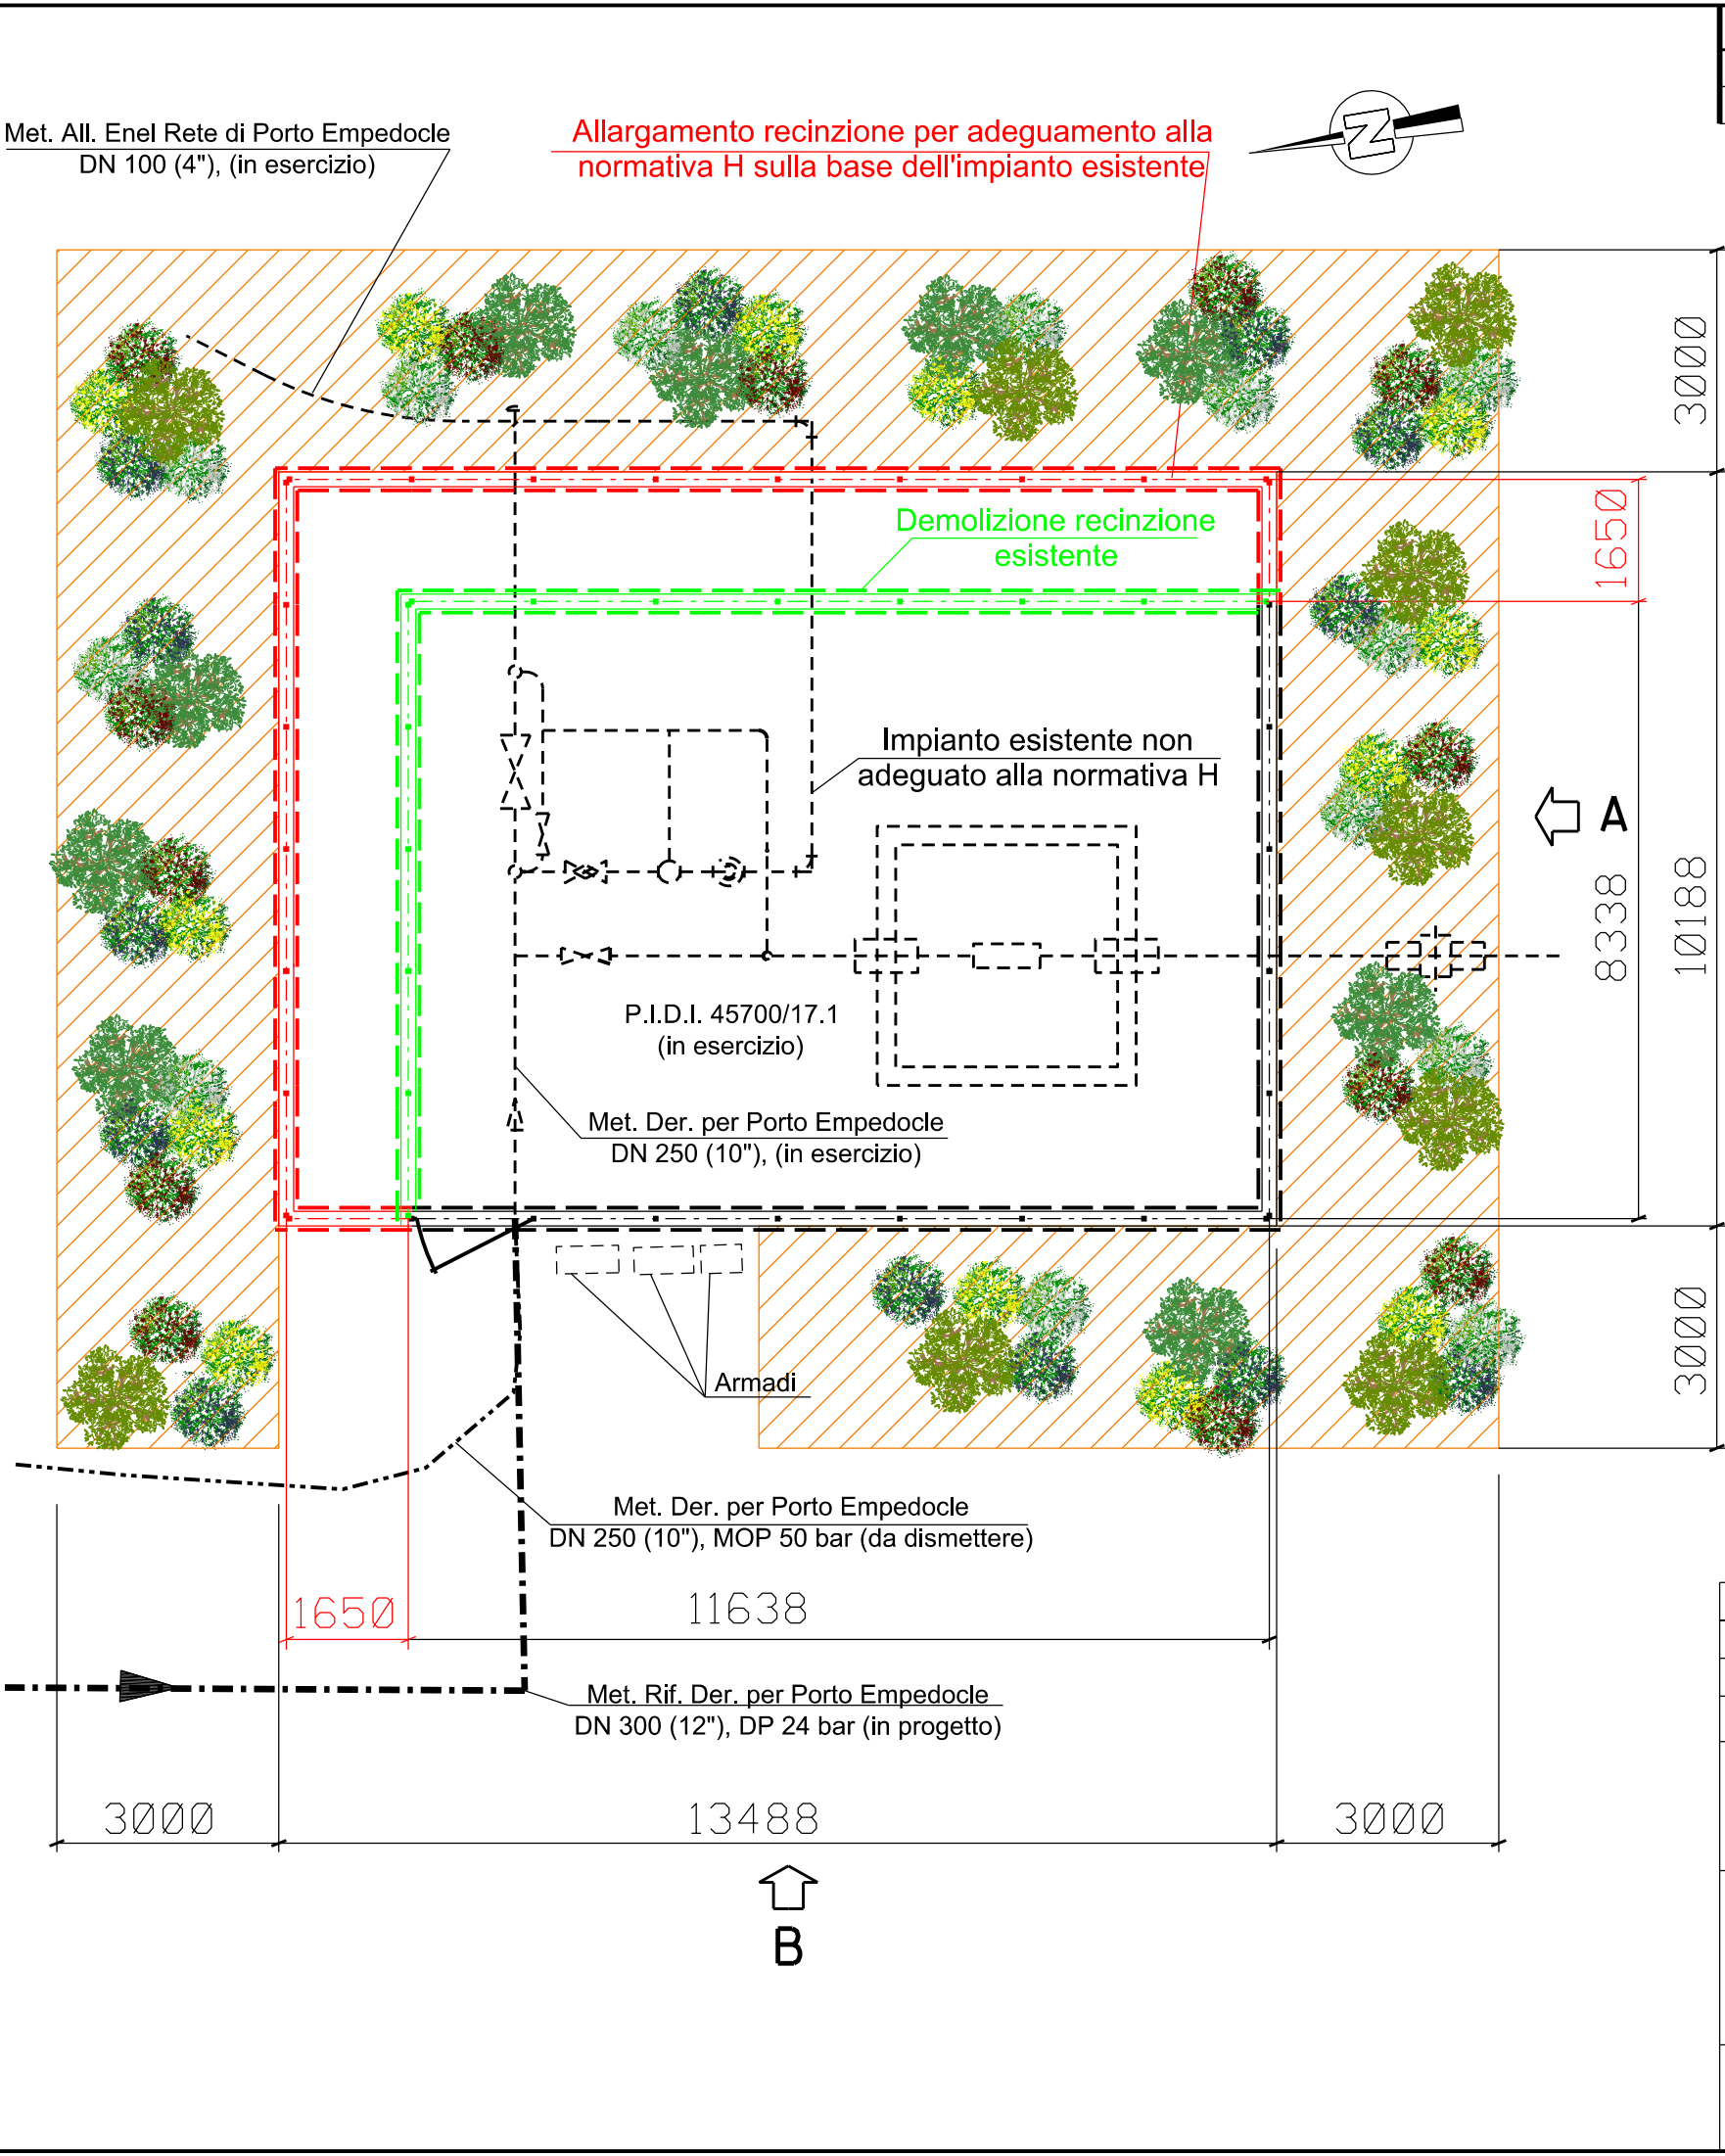 Met. All. Enel Rete di Porto Empedocle
DN 100 (4"), (in esercizio)
Allargamento recinzione per adeguamento alla
normativa H sulla base dell'impianto esistente
N
3000
1650
Demolizione recinzione
esistente
Impianto esistente non
adeguato alla normativa H
A
8338
10188
P.I.D.I. 45700/17.1
(in esercizio)
Met. Der. per Porto Empedocle
DN 250 (10"), (in esercizio)
3000
Armadi
Met. Der. per Porto Empedocle
DN 250 (10"), MOP 50 bar (da dismettere)
1650
11638
Met. Rif. Der. per Porto Empedocle
DN 300 (12"), DP 24 bar (in progetto)
3000
13488
3000
B